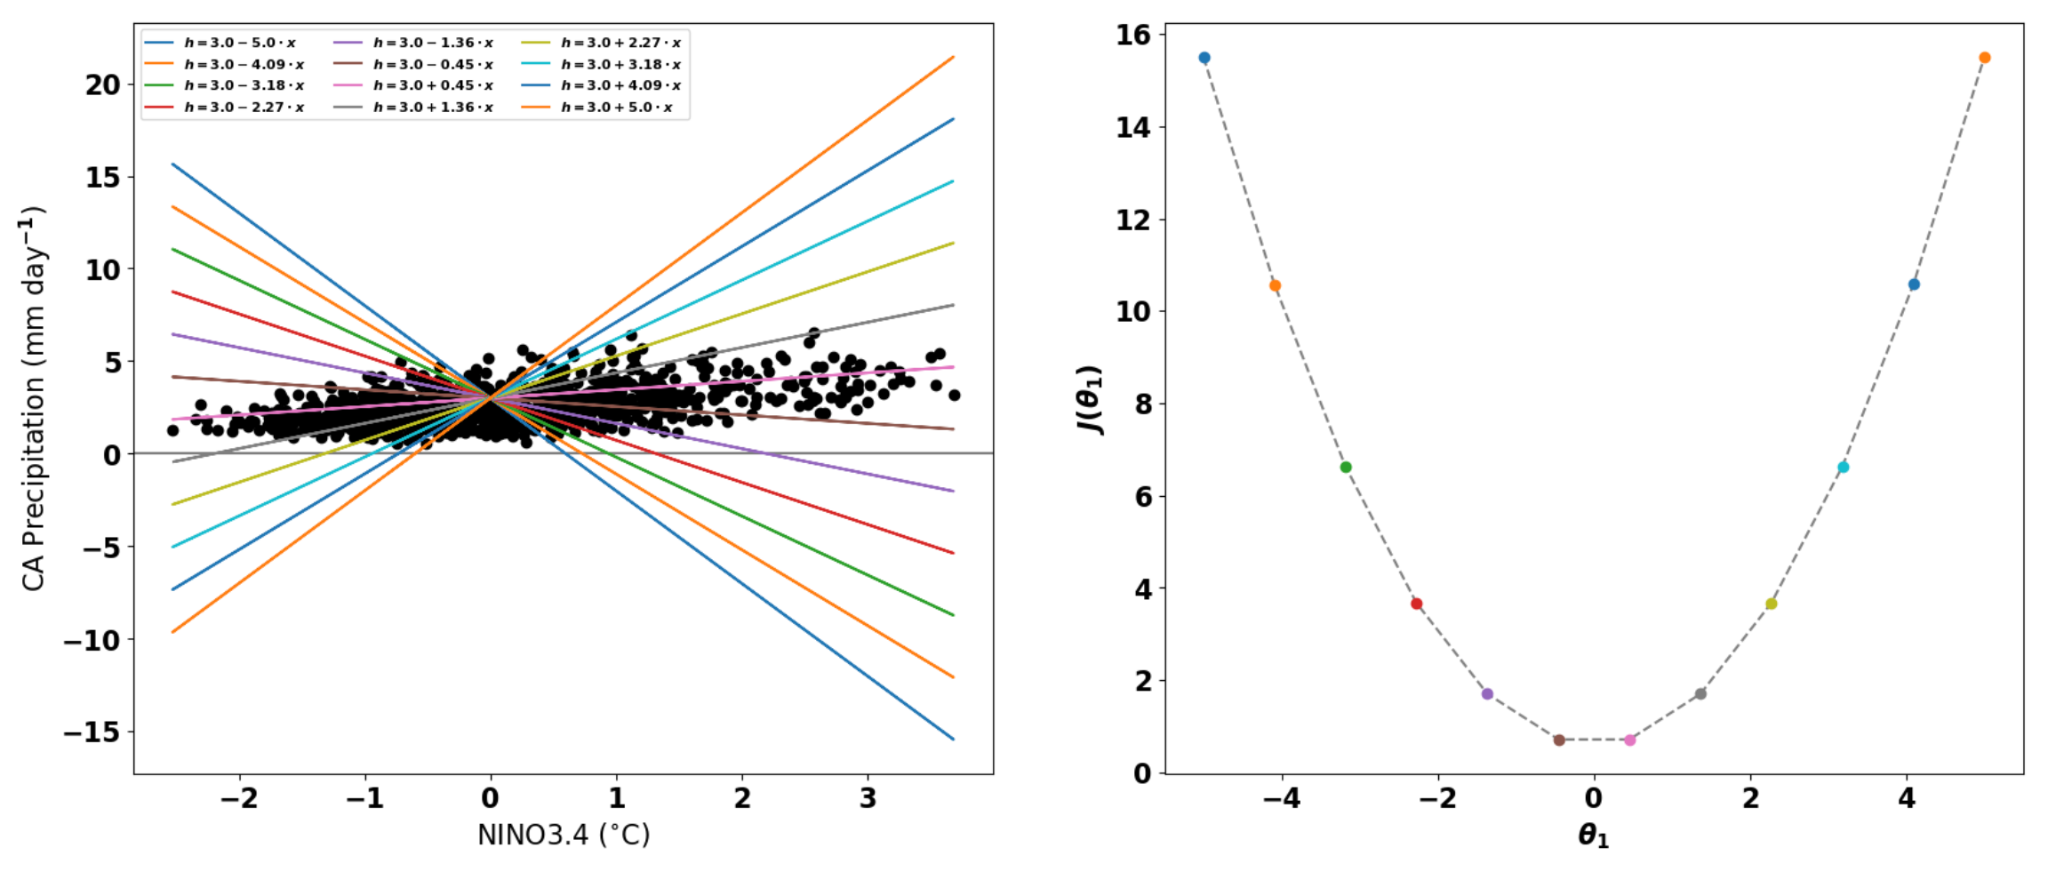 h = 3.0 − 5.0 · x
h = 3.0 − 4.09 · x
h = 3.0 − 3.18 · x
h = 3.0 − 2.27 · x
h = 3.0 − 1.36 · x
h = 3.0 − 0.45 · x
h = 3.0 + 0.45 · x
h = 3.0 + 1.36 · x
h = 3.0 + 2.27 · x
h = 3.0 + 3.18 · x
h = 3.0 + 4.09 · x
h = 3.0 + 5.0 · x
CA Precipitation (mm day⁻¹)
20
15
10
5
0
−5
−10
−15
−2 −1 0 1 2 3
NINO3.4 (°C)
J(θ₁)
16
14
12
10
8
6
4
2
0
−4 −2 0 2 4
θ₁